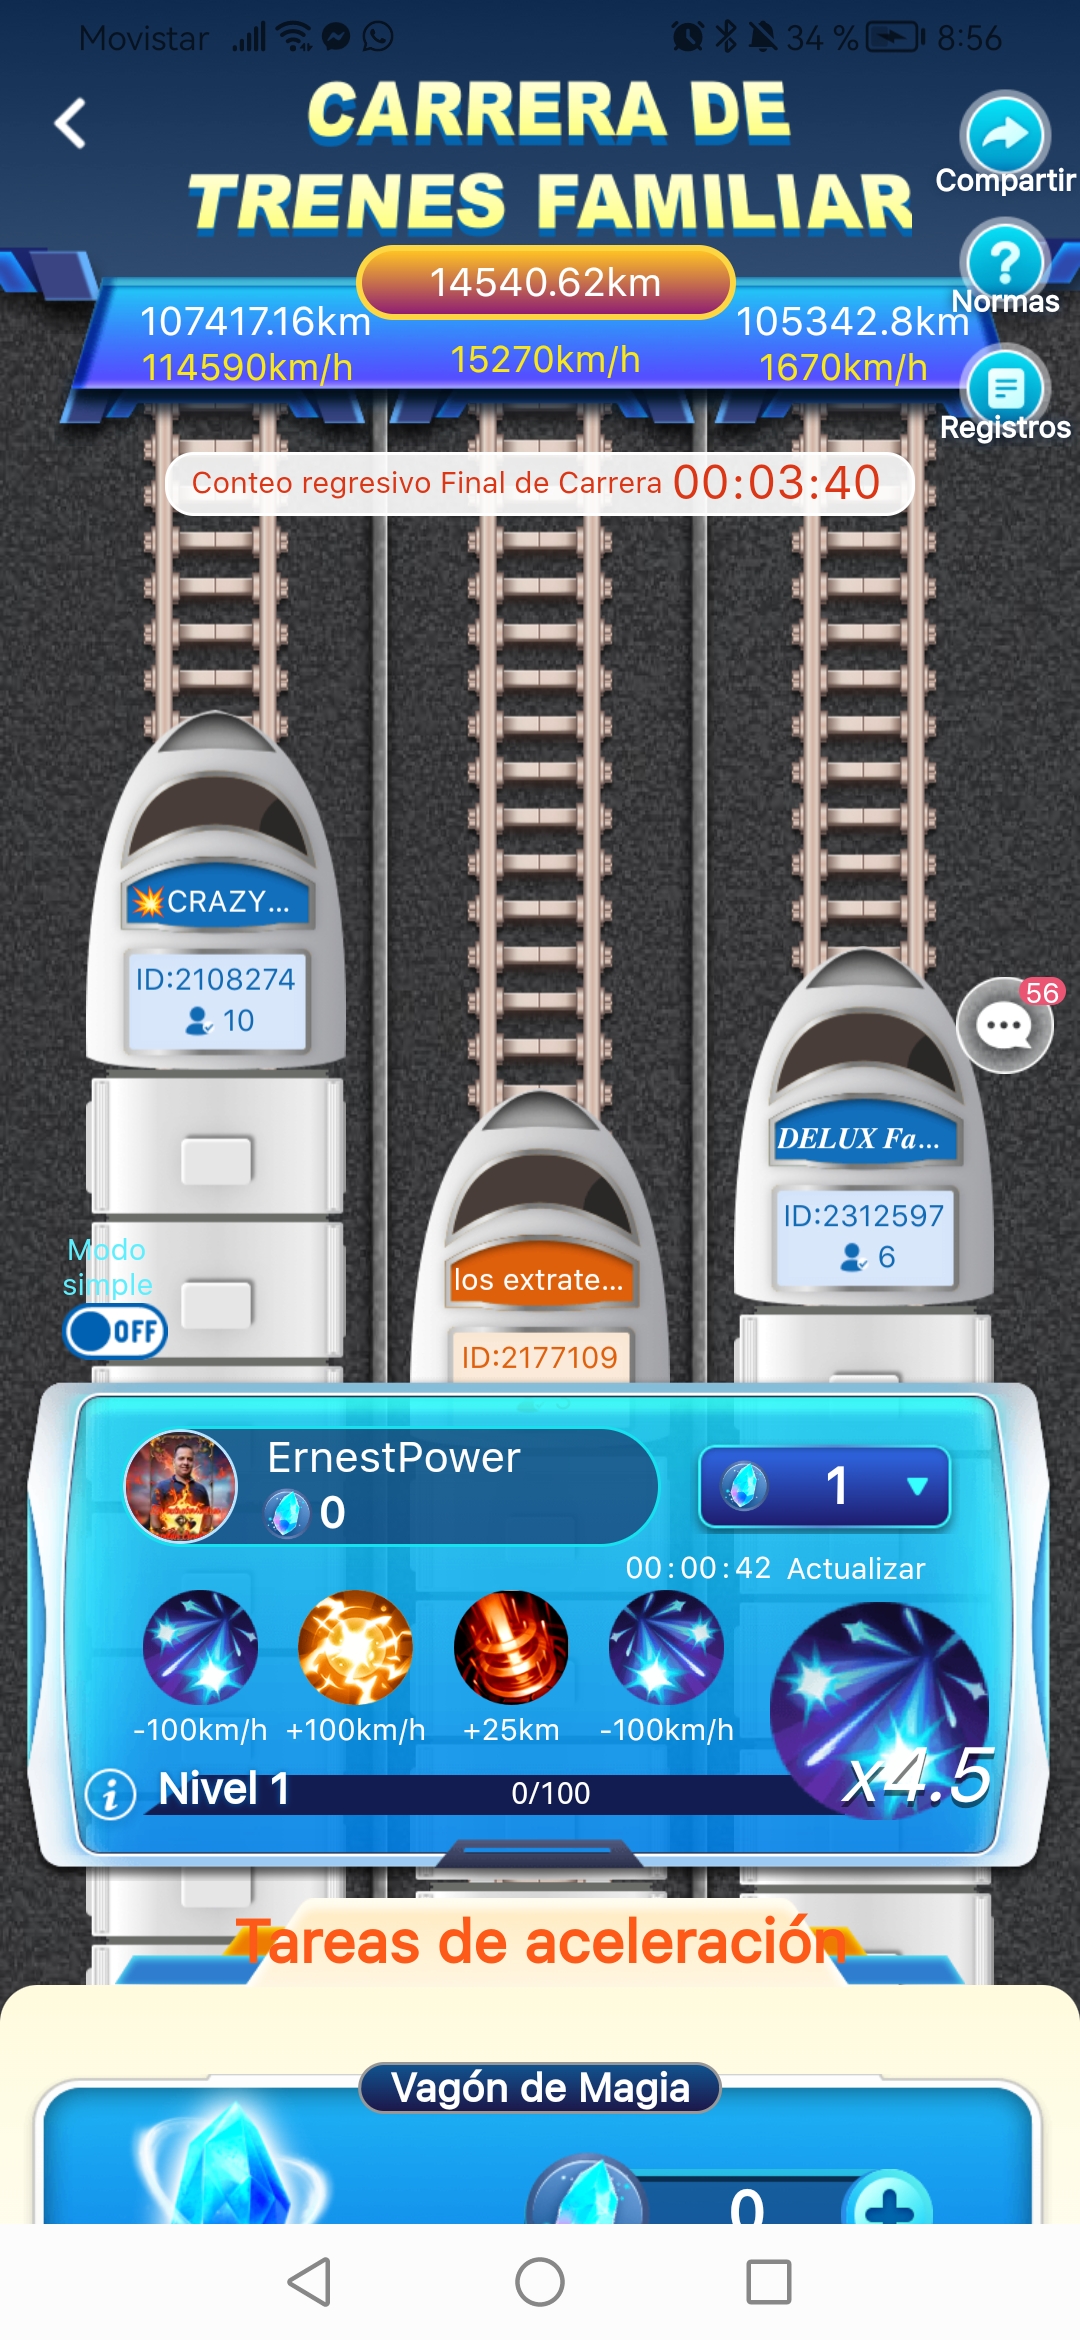 Movistar 34 % 8:56
CARRERA DE
TRENES FAMILIAR
Compartir
Normas
Registros
14540.62km
107417.16km
105342.8km
114590km/h
15270km/h
1670km/h
Conteo regresivo Final de Carrera 00:03:40
CRAZY...
ID:2108274
10
56
DELUX Fa...
ID:2312597
6
Modo
simple
OFF
los extrate...
ID:2177109
ErnestPower
0
1
00:00:42 Actualizar
-100km/h +100km/h +25km -100km/h
x4.5
Nivel 1
0/100
Tareas de aceleración
Vagón de Magia
0